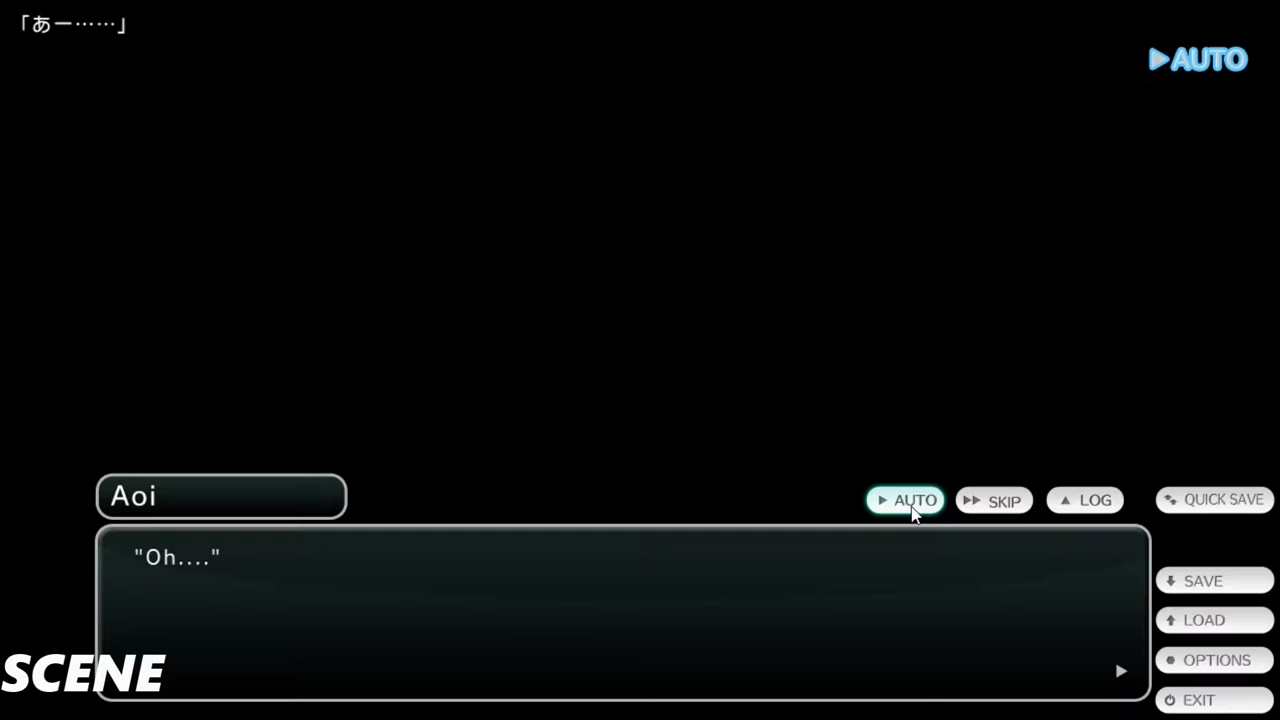 「あー……」
AUTO
Aoi
AUTO
SKIP
LOG
QUICK SAVE
"Oh...."
SAVE
LOAD
OPTIONS
EXIT
SCENE